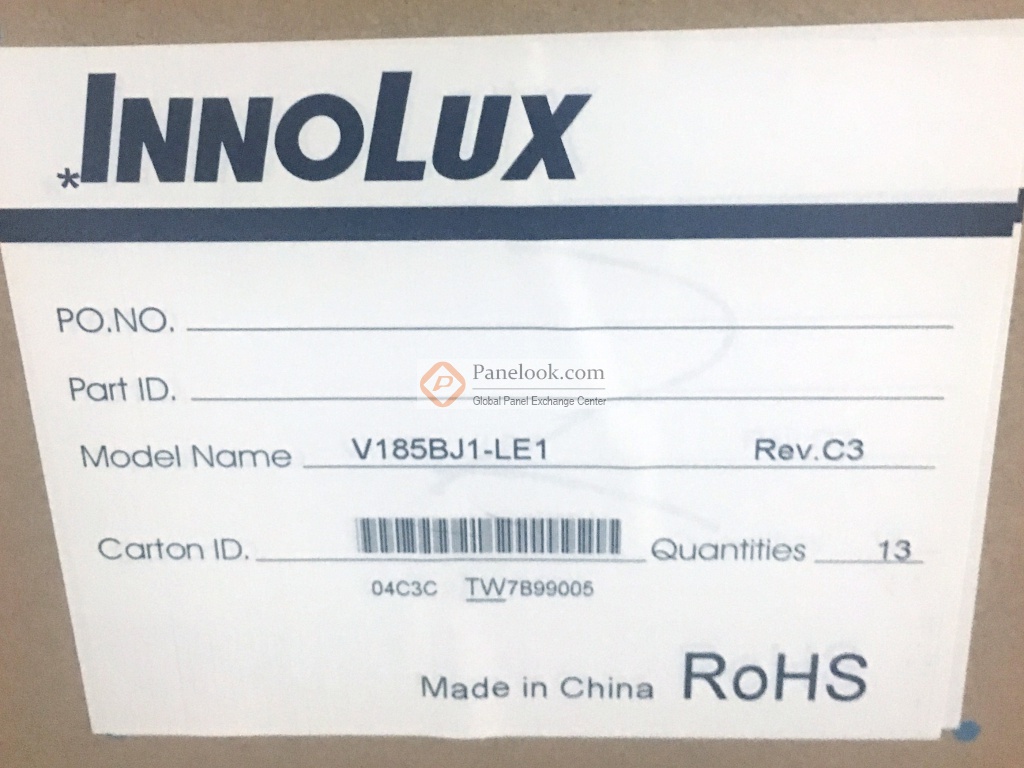 *INNOLUX
PO.NO.
Panelook.com
Global Panel Exchange Center
Part ID.
Model Name V185BJ1-LE1 Rev.C3
Carton ID. Quantities 13
04C3C TW7B99005
Made in China RoHS